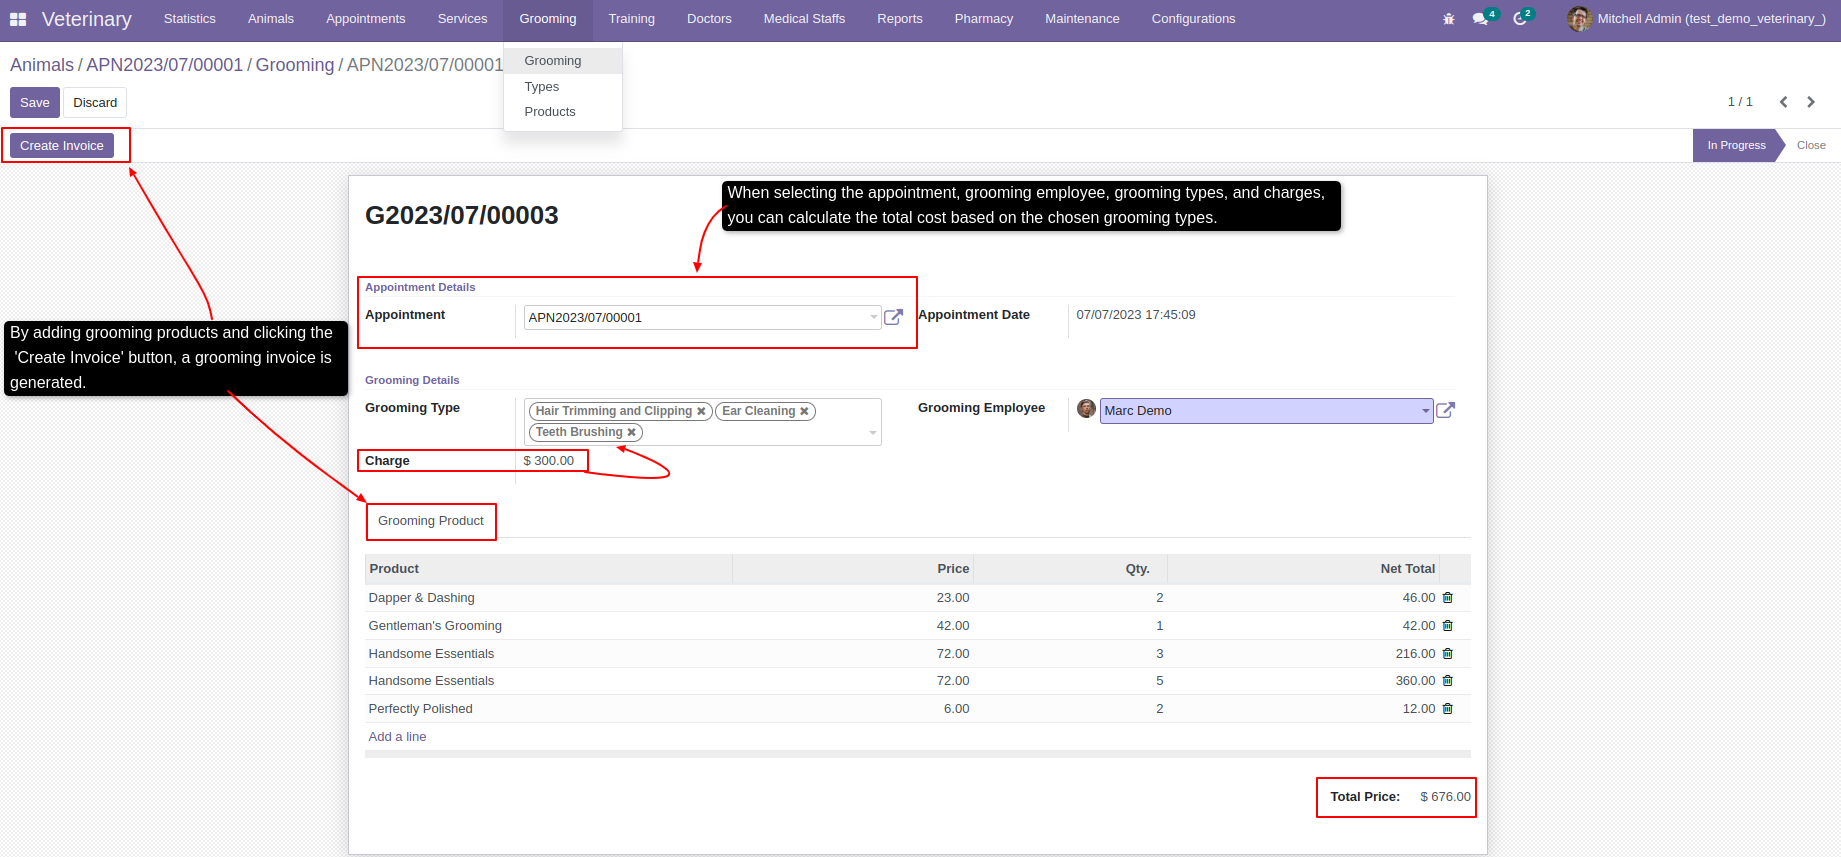 Veterinary Statistics Animals Appointments Services Grooming Training Doctors Medical Staffs Reports Pharmacy Maintenance Configurations 4 2 Mitchell Admin (test_demo_veterinary_)
Animals / APN2023/07/00001 / Grooming / APN2023/07/00001
Grooming
Types
Products
Save Discard
1 / 1
Create Invoice
In Progress Close
When selecting the appointment, grooming employee, grooming types, and charges,
you can calculate the total cost based on the chosen grooming types.
G2023/07/00003
Appointment Details
Appointment APN2023/07/00001 Appointment Date 07/07/2023 17:45:09
By adding grooming products and clicking the
'Create Invoice' button, a grooming invoice is
generated.
Grooming Details
Grooming Type Hair Trimming and Clipping Ear Cleaning Grooming Employee Marc Demo
Teeth Brushing
Charge $ 300.00
Grooming Product
Product Price Qty. Net Total
Dapper & Dashing 23.00 2 46.00
Gentleman's Grooming 42.00 1 42.00
Handsome Essentials 72.00 3 216.00
Handsome Essentials 72.00 5 360.00
Perfectly Polished 6.00 2 12.00
Add a line
Total Price: $ 676.00